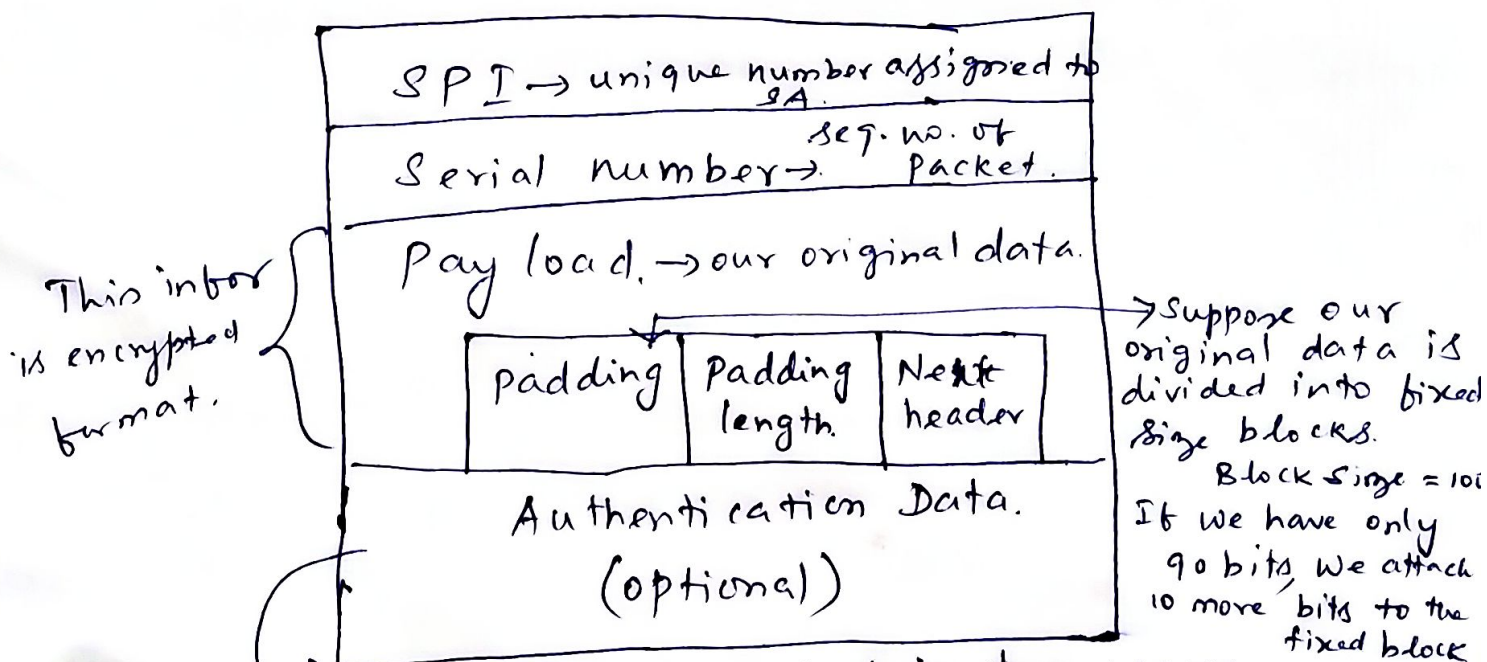 SPI → unique number assigned to
SA.
Serial number → seq. no. of
Packet.
Pay load. → our original data.
This infor
is encrypted
format.
padding
Padding
length.
Next
header
→ Suppose our
original data is
divided into fixed
size blocks.
Block size = 100
If we have only
90 bits, we attach
10 more bits to the
fixed block
Authentication Data.
(optional)